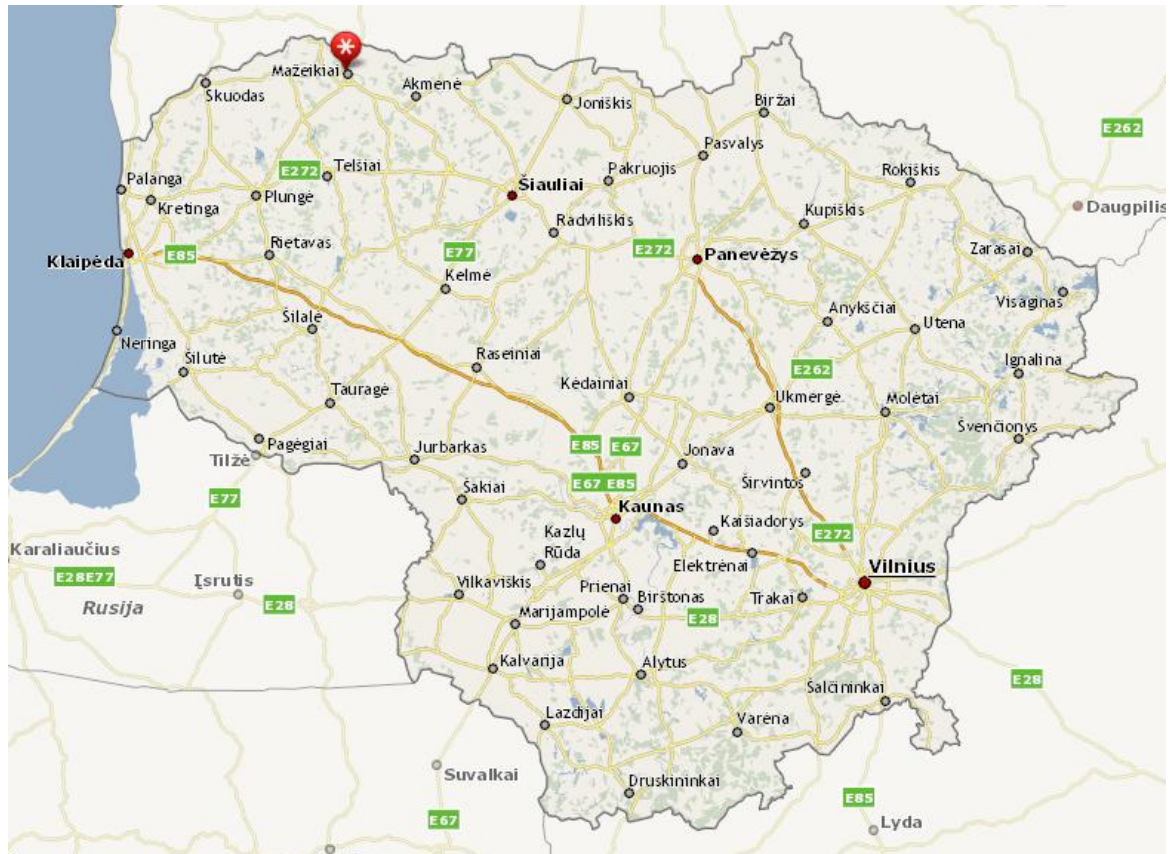 Mažeikiai
Akmenė
Skuodas
Joniškis
Biržai
E262
Pasvalys
E272
Telšiai
Pakruojis
Rokiškis
Palanga
Plungė
Šiauliai
Kretinga
Daugpilis
Kupiškis
Radviliškis
Rietavas
E77
E272
Zarasai
Klaipėda
E85
Panevėžys
Kelmė
Visaginas
Anykščiai
Šilalė
Utena
Neringa
Šilutė
Raseiniai
E262
Ignalina
Kėdainiai
Tauragė
Ukmergė
Molėtai
Švenčionys
Pagėgiai
Jurbarkas
E85
E67
Jonava
Tilžė
E67 E85
Širvintos
E77
Šakiai
Kaunas
Kaišiadorys
E272
Karaliaučius
Kazlų
Rūda
Elektrėnai
Vilnius
E28E77
Įsrutis
Vilkaviškis
Prienai
Birštonas
Trakai
Rusija
E28
Marijampolė
E28
Kalvarija
Alytus
E28
Šalčininkai
Lazdijai
Varėna
Suvalkai
Druskininkai
E85
E67
Lyda